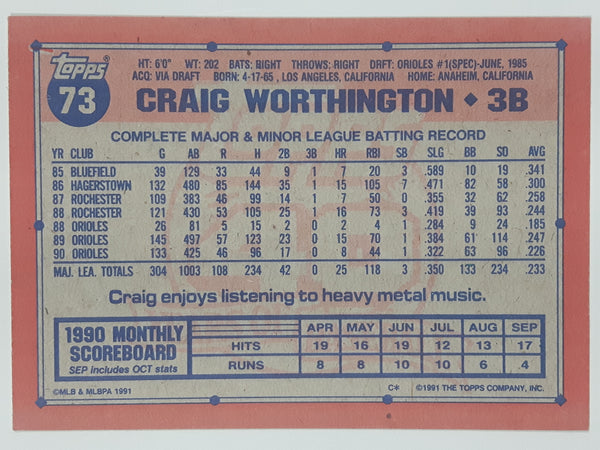 Topps®
73
HT: 6'0" WT: 202 BATS: RIGHT THROWS: RIGHT DRFT: ORIOLES #1(SPEC)-JUNE, 1985
ACQ: VIA DRAFT BORN: 4-17-65, LOS ANGELES, CALIFORNIA HOME: ANAHEIM, CALIFORNIA
CRAIG WORTHINGTON ♦ 3B
COMPLETE MAJOR & MINOR LEAGUE BATTING RECORD
YR CLUB G AB R H 2B 3B HR RBI SB SLG BB SO AVG
85 BLUEFIELD 39 129 33 44 9 1 7 20 3 .589 10 19 .341
86 HAGERSTOWN 132 480 85 144 35 1 15 105 7 .471 82 58 .300
87 ROCHESTER 109 383 46 99 14 1 7 50 0 .355 32 62 .258
88 ROCHESTER 121 430 53 105 25 1 16 73 3 .419 39 93 .244
88 ORIOLES 26 81 5 15 2 0 2 4 1 .284 9 24 .185
89 ORIOLES 145 497 57 123 23 0 15 70 1 .384 61 114 .247
90 ORIOLES 133 425 46 96 17 0 8 44 1 .322 63 96 .226
MAJ. LEA. TOTALS 304 1003 108 234 42 0 25 118 3 .350 133 234 .233
Craig enjoys listening to heavy metal music.
1990 MONTHLY SCOREBOARD
SEP includes OCT stats
APR MAY JUN JUL AUG SEP
HITS 19 16 19 12 13 17
RUNS 8 8 10 10 6 4
©MLB & MLBPA 1991 C* ©1991 THE TOPPS COMPANY, INC.